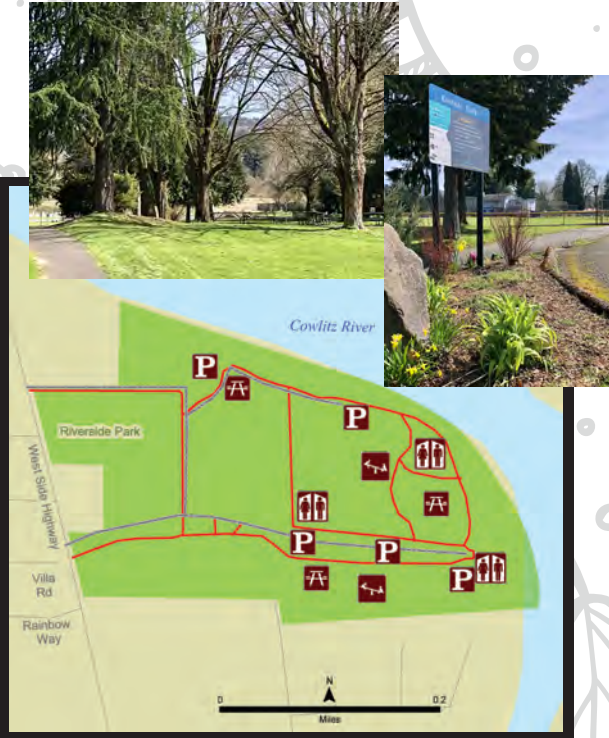 Cowlitz River
P
Riverside Park
P
West Side Highway
P
P
P
Villa
Rd
Rainbow
Way
N
0
0.2
Miles